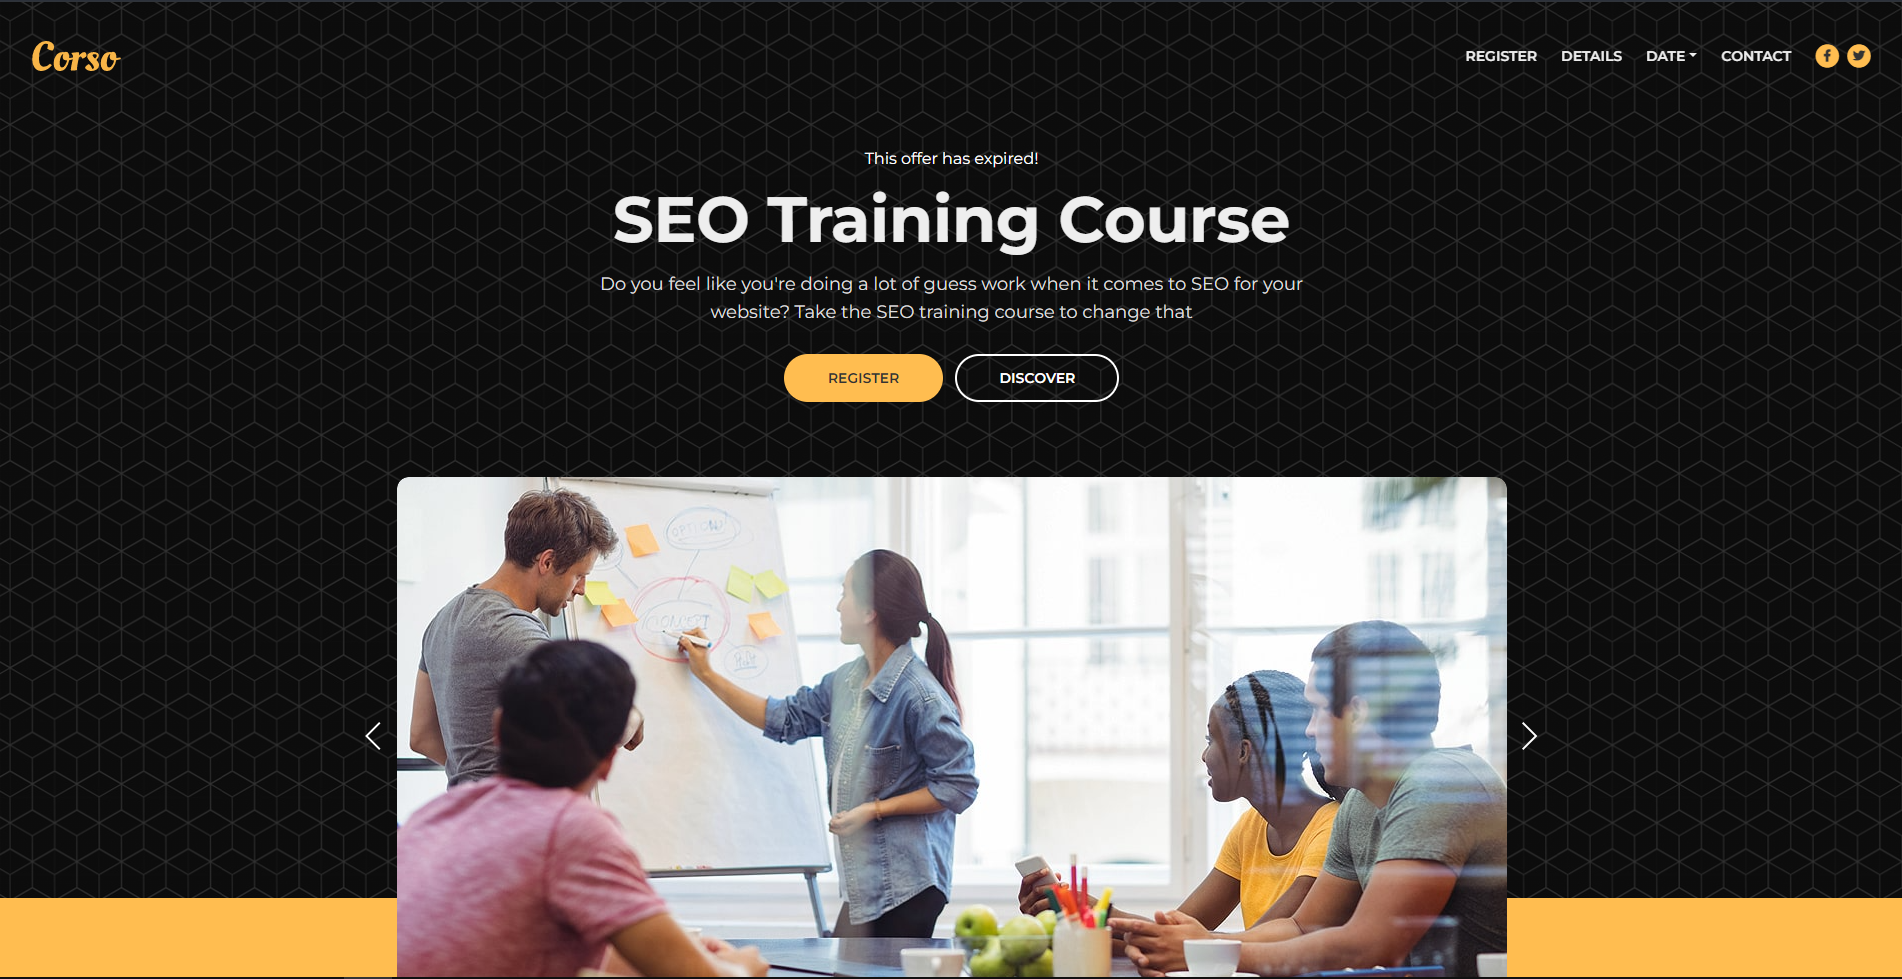 Corso
REGISTER DETAILS DATE CONTACT
This offer has expired!
SEO Training Course
Do you feel like you're doing a lot of guess work when it comes to SEO for your
website? Take the SEO training course to change that
REGISTER DISCOVER
OPTION
CONCEPT